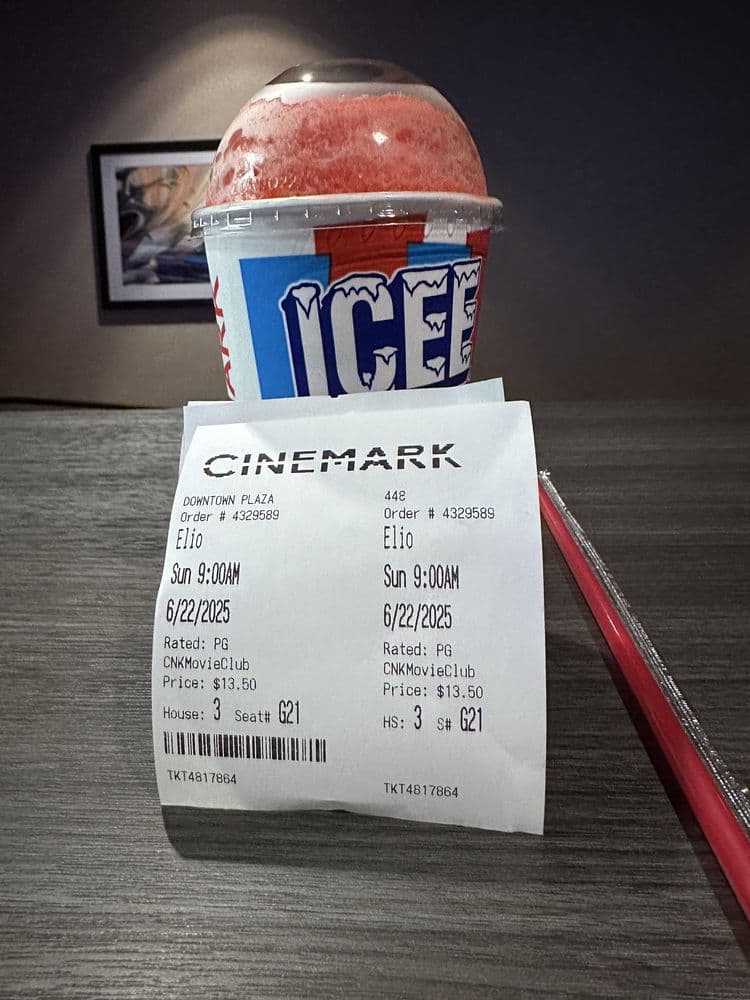 ICEE
CINEMARK
DOWNTOWN PLAZA
Order # 4329589
Elio
Sun 9:00AM
6/22/2025
Rated: PG
CNKMovieClub
Price: $13.50
House: 3 Seat# G21
TKT4817864
448
Order # 4329589
Elio
Sun 9:00AM
6/22/2025
Rated: PG
CNKMovieClub
Price: $13.50
HS: 3 S# G21
TKT4817864